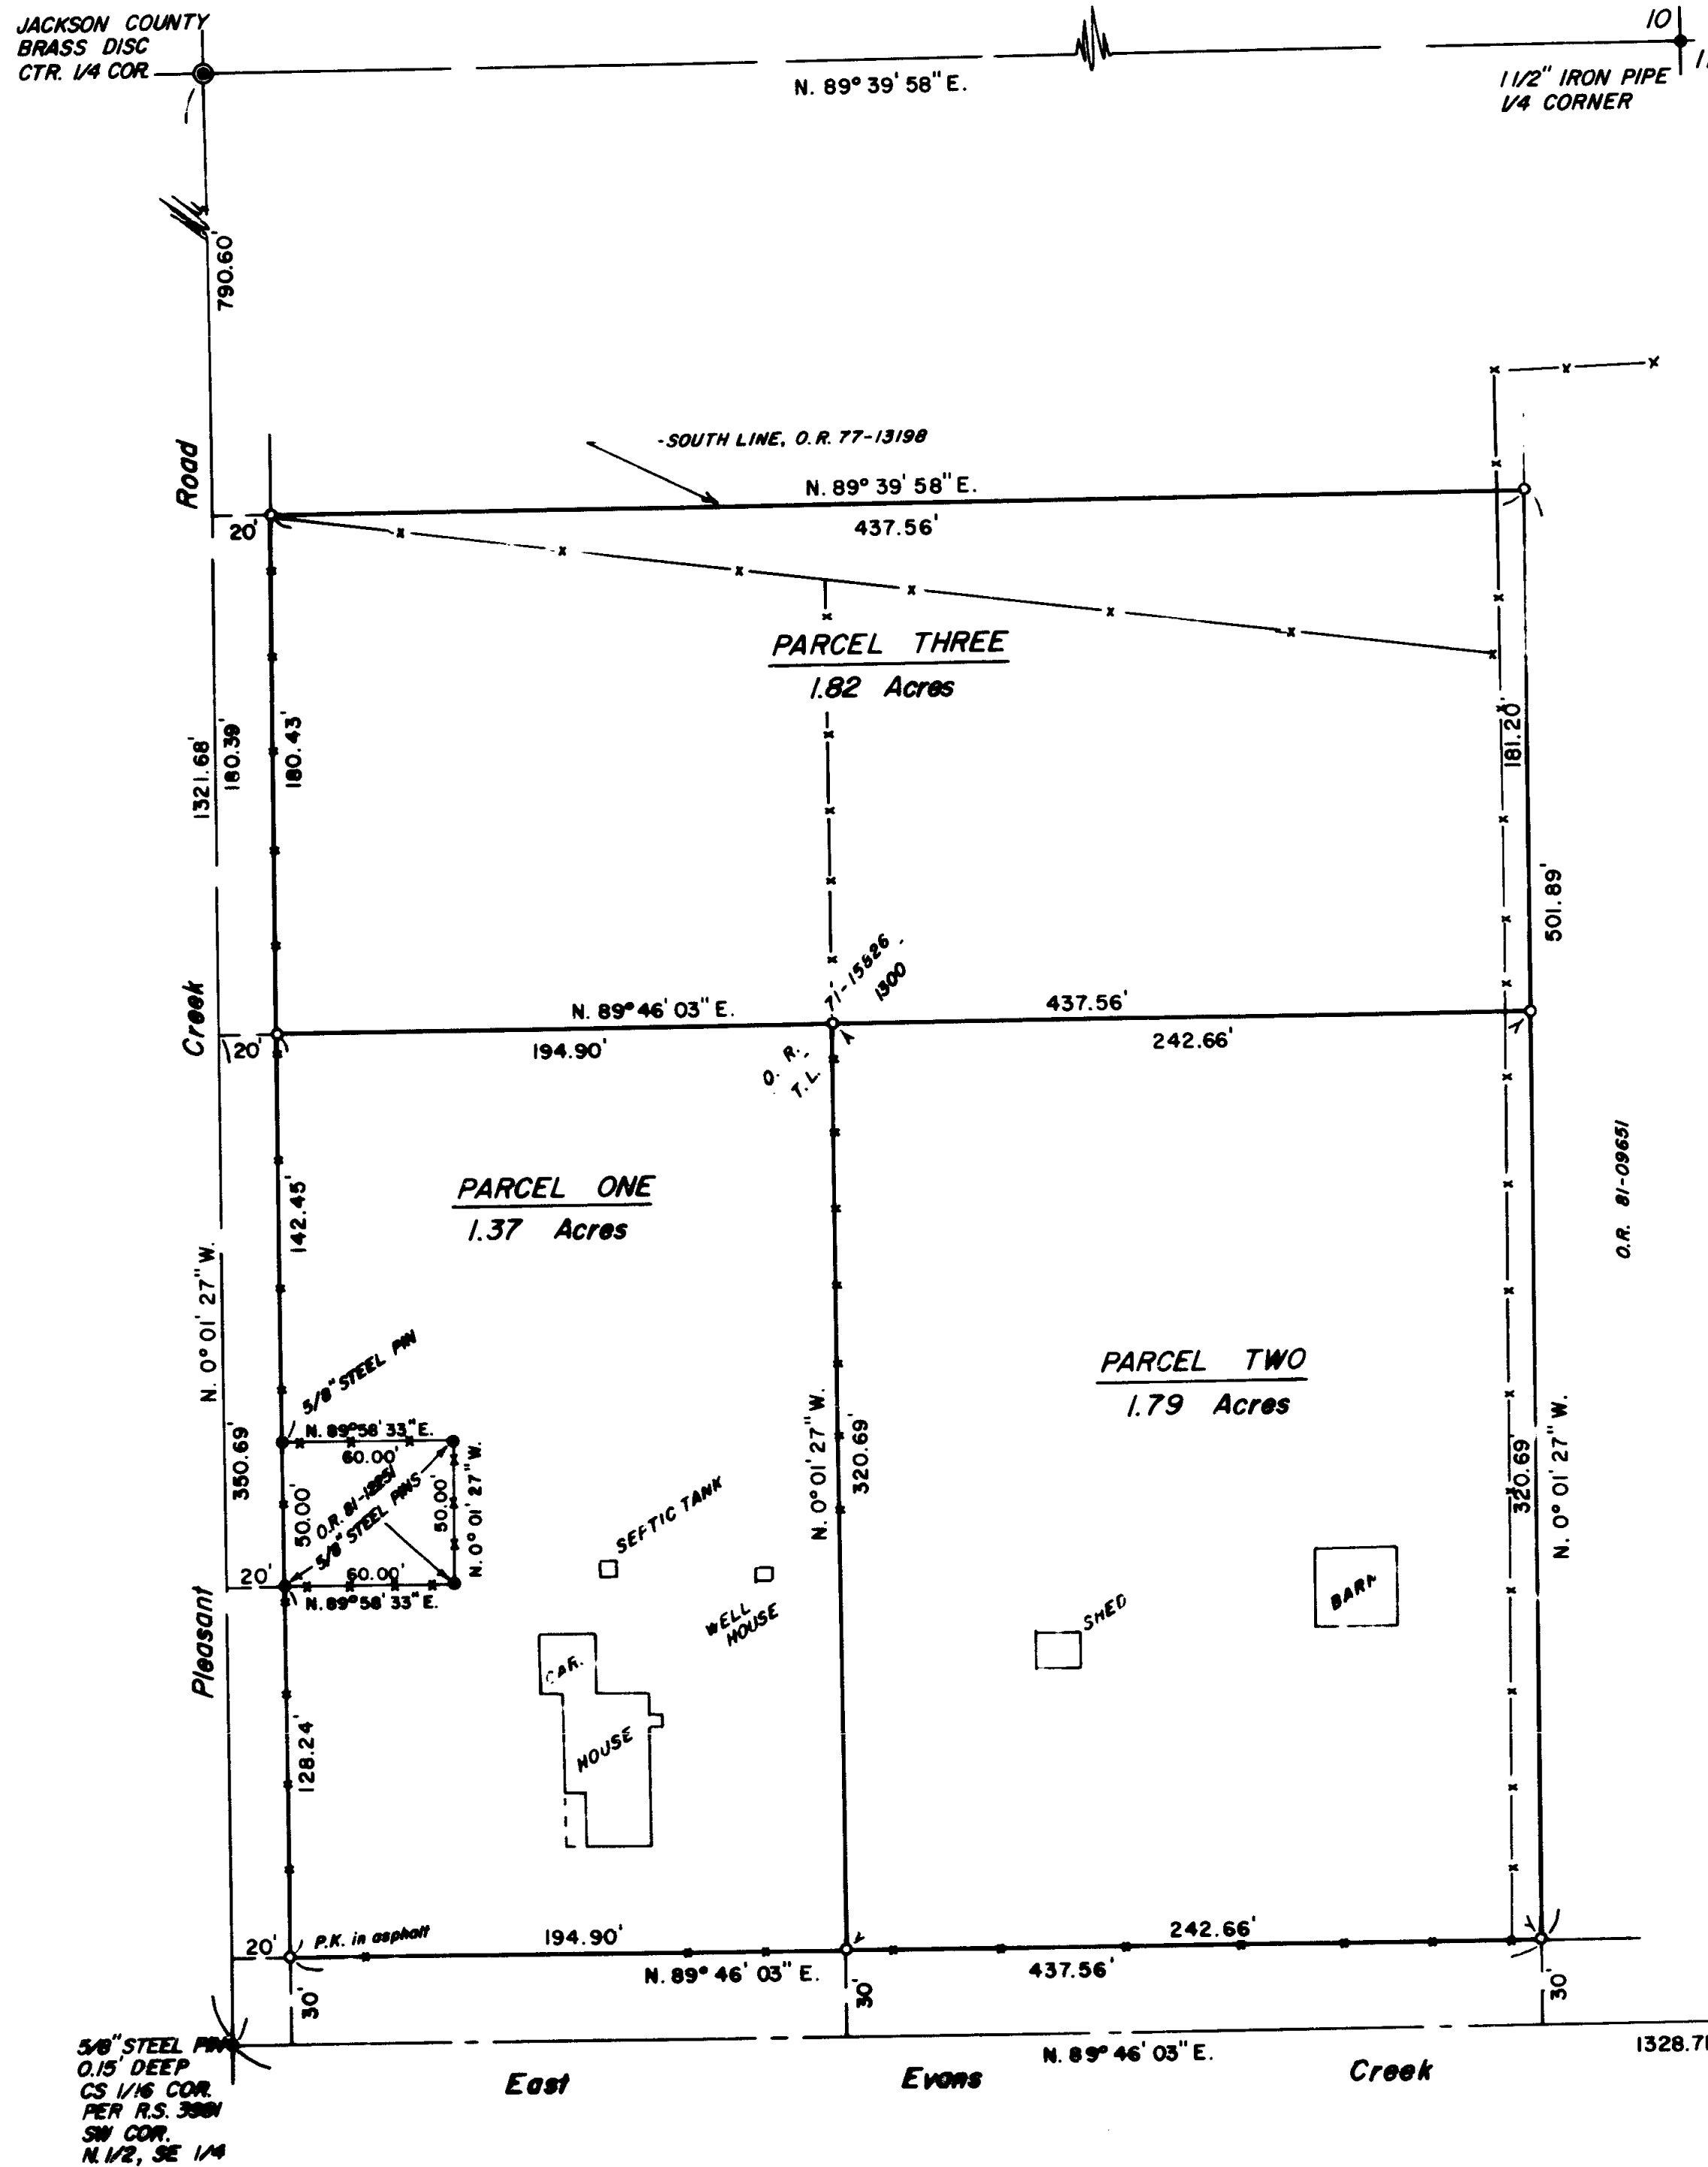 JACKSON COUNTY
BRASS DISC
CTR. 1/4 COR.
N. 89° 39' 58" E.
10
1 1/2" IRON PIPE
1/4 CORNER
790.60'
Road
-SOUTH LINE, O.R. 77-13198
N. 89° 39' 58" E.
437.56'
20'
PARCEL THREE
1.82 Acres
1321.68'
180.39'
180.43'
181.20'
501.89'
Creek
71-15826
1300
N. 89° 46' 03" E.
437.56'
20'
194.90'
242.66'
O. R.,
T.L.
PARCEL ONE
1.37 Acres
142.45'
O.R. 81-09651
N. 0° 01' 27" W.
5/8" STEEL PIN
PARCEL TWO
1.79 Acres
N. 89° 58' 33" E.
60.00'
350.69'
50.00'
O.R.
5/8" STEEL PINS
50.00'
N. 0° 01' 27" W.
N. 0° 01' 27" W.
320.69'
320.69'
N. 0° 01' 27" W.
SEPTIC TANK
20'
60.00'
N. 89° 58' 33" E.
WELL
HOUSE
SHED
BARN
Pleasant
HOUSE
128.24'
20'
P.K. in asphalt
194.90'
242.66'
N. 89° 46' 03" E.
437.56'
30'
30'
30'
5/8" STEEL PIN
0.15' DEEP
CS 1/16 COR.
PER R.S.
SW COR.
N. 1/2, SE 1/4
N. 89° 46' 03" E.
East Evans Creek